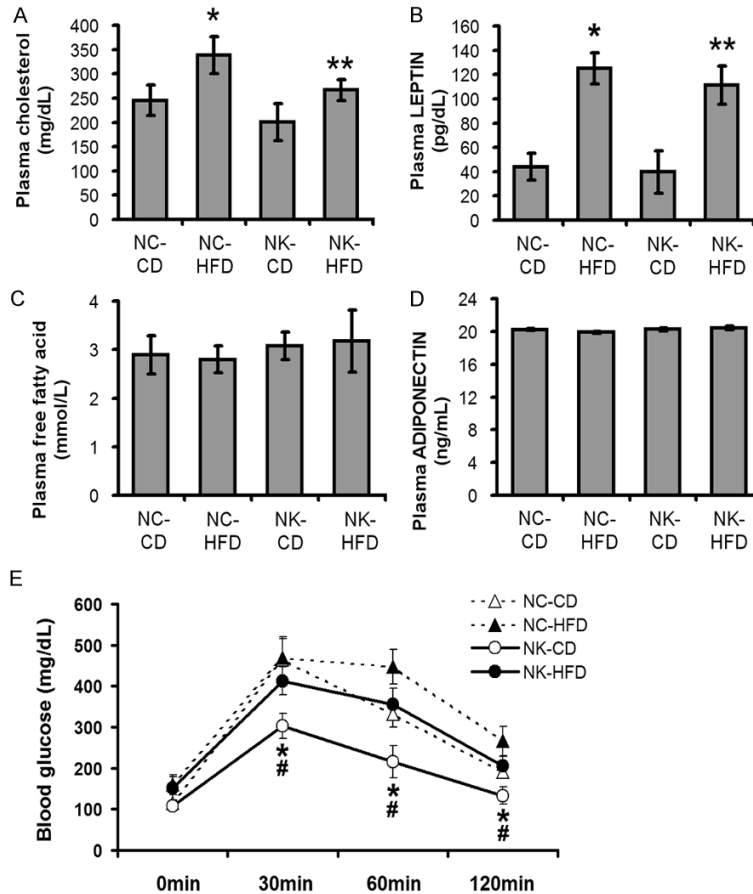 A
Plasma cholesterol
(mg/dL)
450
400
350
300
250
200
150
100
50
0
*
**
NC-
CD
NC-
HFD
NK-
CD
NK-
HFD
B
Plasma LEPTIN
(pg/dL)
160
140
120
100
80
60
40
20
0
*
**
NC-
CD
NC-
HFD
NK-
CD
NK-
HFD
C
Plasma free fatty acid
(mmol/L)
4
3
2
1
0
NC-
CD
NC-
HFD
NK-
CD
NK-
HFD
D
Plasma ADIPONECTIN
(ng/mL)
24
20
16
12
8
4
0
NC-
CD
NC-
HFD
NK-
CD
NK-
HFD
E
Blood glucose (mg/dL)
600
500
400
300
200
100
0
NC-CD
NC-HFD
NK-CD
NK-HFD
*
#
*
#
*
#
0min
30min
60min
120min